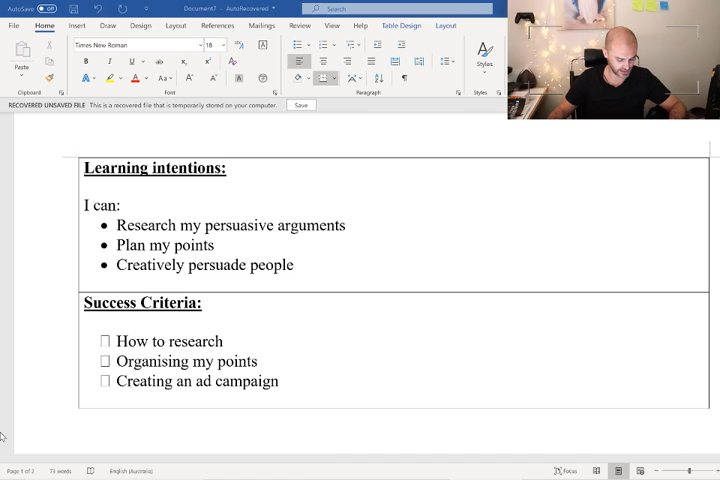 AutoSave Off Document7 - AutoRecovered Search
File Home Insert Draw Design Layout References Mailings Review View Help Table Design Layout
Times New Roman 18
Paste
Styles
Clipboard Font Paragraph Styles
RECOVERED UNSAVED FILE This is a recovered file that is temporarily stored on your computer. Save
Learning intentions:
I can:
• Research my persuasive arguments
• Plan my points
• Creatively persuade people
Success Criteria:
☐ How to research
☐ Organising my points
☐ Creating an ad campaign
Page 1 of 2 73 words English (Australia) Focus